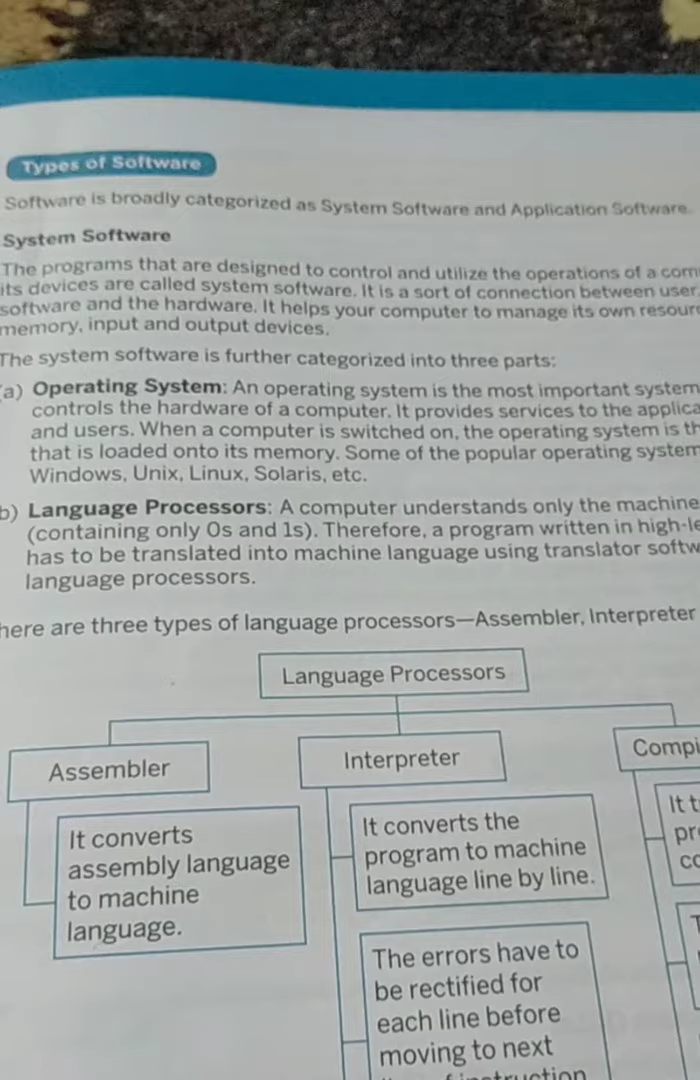 Types of Software
Software is broadly categorized as System Software and Application Software.
System Software
The programs that are designed to control and utilize the operations of a com
its devices are called system software. It is a sort of connection between user,
software and the hardware. It helps your computer to manage its own resour
memory, input and output devices.
The system software is further categorized into three parts:
(a) Operating System: An operating system is the most important system
controls the hardware of a computer. It provides services to the applica
and users. When a computer is switched on, the operating system is th
that is loaded onto its memory. Some of the popular operating system
Windows, Unix, Linux, Solaris, etc.
b) Language Processors: A computer understands only the machine
(containing only 0s and 1s). Therefore, a program written in high-le
has to be translated into machine language using translator softw
language processors.
here are three types of language processors—Assembler, Interpreter
Language Processors
Assembler
It converts
assembly language
to machine
language.
Interpreter
It converts the
program to machine
language line by line.
The errors have to
be rectified for
each line before
moving to next
instruction
Compi
It t
pr
co
T